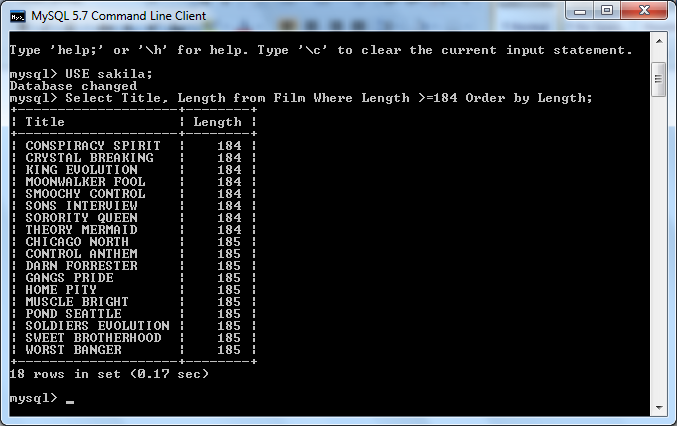 MySQL 5.7 Command Line Client
Type 'help;' or '\h' for help. Type '\c' to clear the current input statement.
mysql> USE sakila;
Database changed
mysql> Select Title, Length from Film Where Length >=184 Order by Length;
+--------------------+--------+
| Title              | Length |
+--------------------+--------+
| CONSPIRACY SPIRIT  |    184 |
| CRYSTAL BREAKING   |    184 |
| KING EVOLUTION     |    184 |
| MOONWALKER FOOL    |    184 |
| SMOOCHY CONTROL    |    184 |
| SONS INTERVIEW     |    184 |
| SORORITY QUEEN     |    184 |
| THEORY MERMAID     |    184 |
| CHICAGO NORTH      |    185 |
| CONTROL ANTHEM     |    185 |
| DARN FORRESTER     |    185 |
| GANGS PRIDE        |    185 |
| HOME PITY          |    185 |
| MUSCLE BRIGHT      |    185 |
| POND SEATTLE       |    185 |
| SOLDIERS EVOLUTION |    185 |
| SWEET BROTHERHOOD  |    185 |
| WORST BANGER       |    185 |
+--------------------+--------+
18 rows in set (0.17 sec)
mysql> _